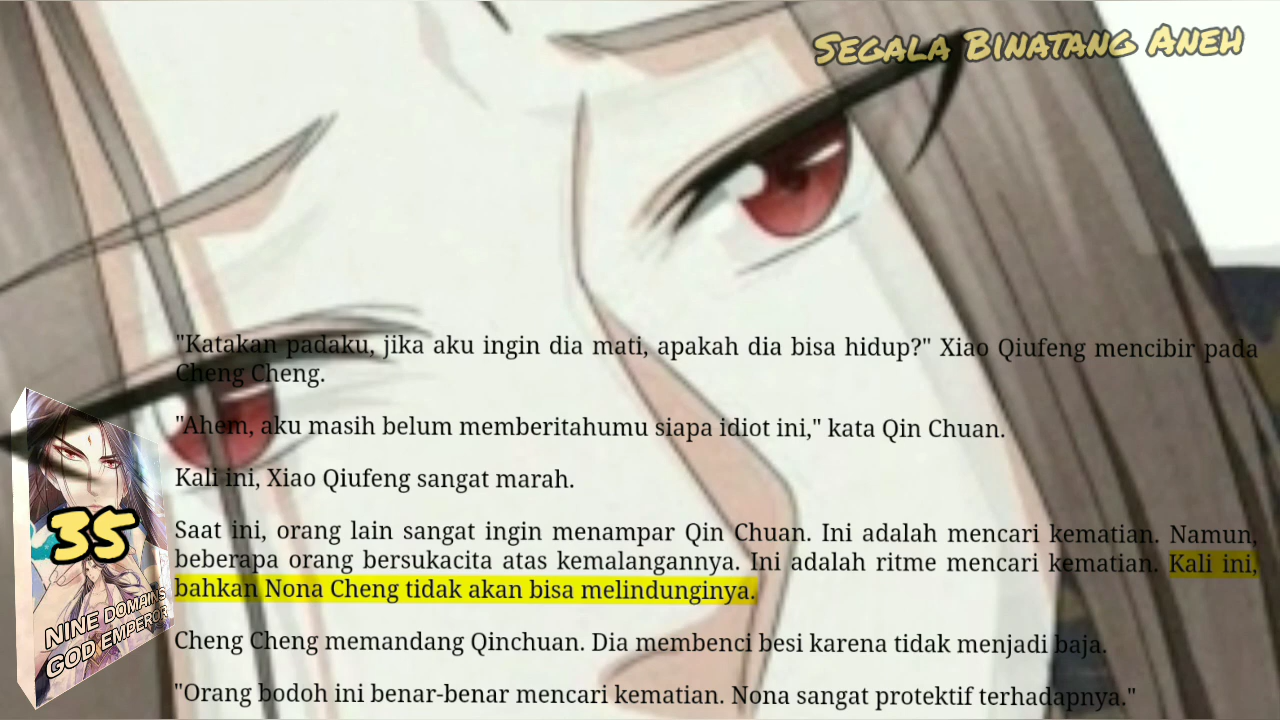 Segala Binatang Aneh
"Katakan padaku, jika aku ingin dia mati, apakah dia bisa hidup?" Xiao Qiufeng mencibir pada
Cheng Cheng.
"Ahem, aku masih belum memberitahumu siapa idiot ini," kata Qin Chuan.
Kali ini, Xiao Qiufeng sangat marah.
Saat ini, orang lain sangat ingin menampar Qin Chuan. Ini adalah mencari kematian. Namun,
beberapa orang bersukacita atas kemalangannya. Ini adalah ritme mencari kematian. Kali ini,
bahkan Nona Cheng tidak akan bisa melindunginya.
Cheng Cheng memandang Qinchuan. Dia membenci besi karena tidak menjadi baja.
"Orang bodoh ini benar-benar mencari kematian. Nona sangat protektif terhadapnya."
35
NINE DOMAINS
GOD EMPEROR